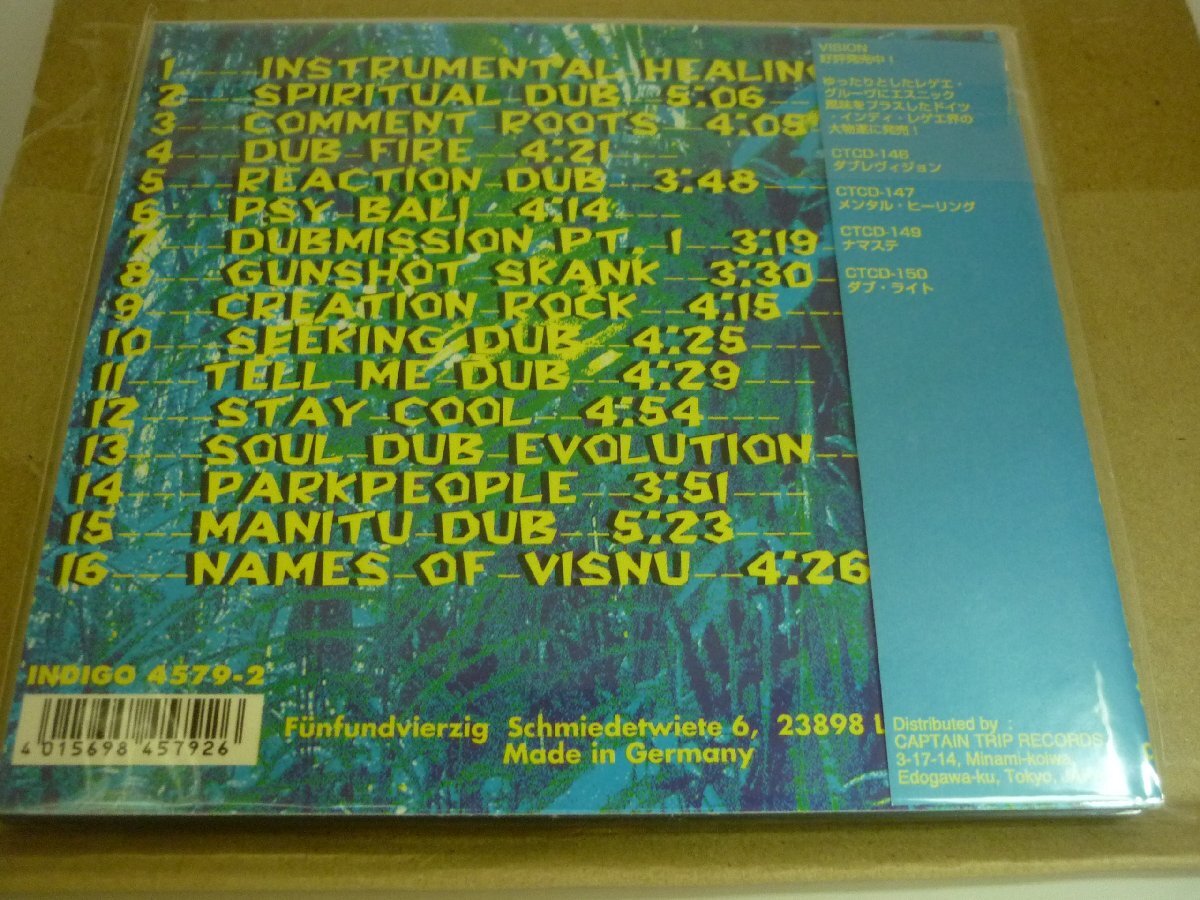 1 INSTRUMENTAL HEALING
2 SPIRITUAL DUB 5:06
3 COMMENT ROOTS 4:05
4 DUB FIRE 4:21
5 REACTION DUB 3:48
6 PSY BALI 4:14
7 DUBMISSION PT. 1 3:19
8 GUNSHOT SKANK 3:30
9 CREATION ROCK 4:15
10 SEEKING DUB 4:25
11 TELL ME DUB 4:29
12 STAY COOL 4:54
13 SOUL DUB EVOLUTION
14 PARKPEOPLE 3:51
15 MANITU DUB 5:23
16 NAMES OF VISNU 4:26
INDIGO 4579-2
4 015698 457926
Fünfundvierzig Schmiedetwiete 6, 23898 L
Made in Germany
VISION
好評発売中！
ゆったりとしたレゲエ・
グルーヴにエスニック
風味をプラスしたドイツ
・インディ・レゲエ界の
大物遂に発売！
CTCD-146
ダブレヴィジョン
CTCD-147
メンタル・ヒーリング
CTCD-149
ナマステ
CTCD-150
ダブ・ライト
Distributed by :
CAPTAIN TRIP RECORDS
3-17-14, Minami-koiwa,
Edogawa-ku, Tokyo,